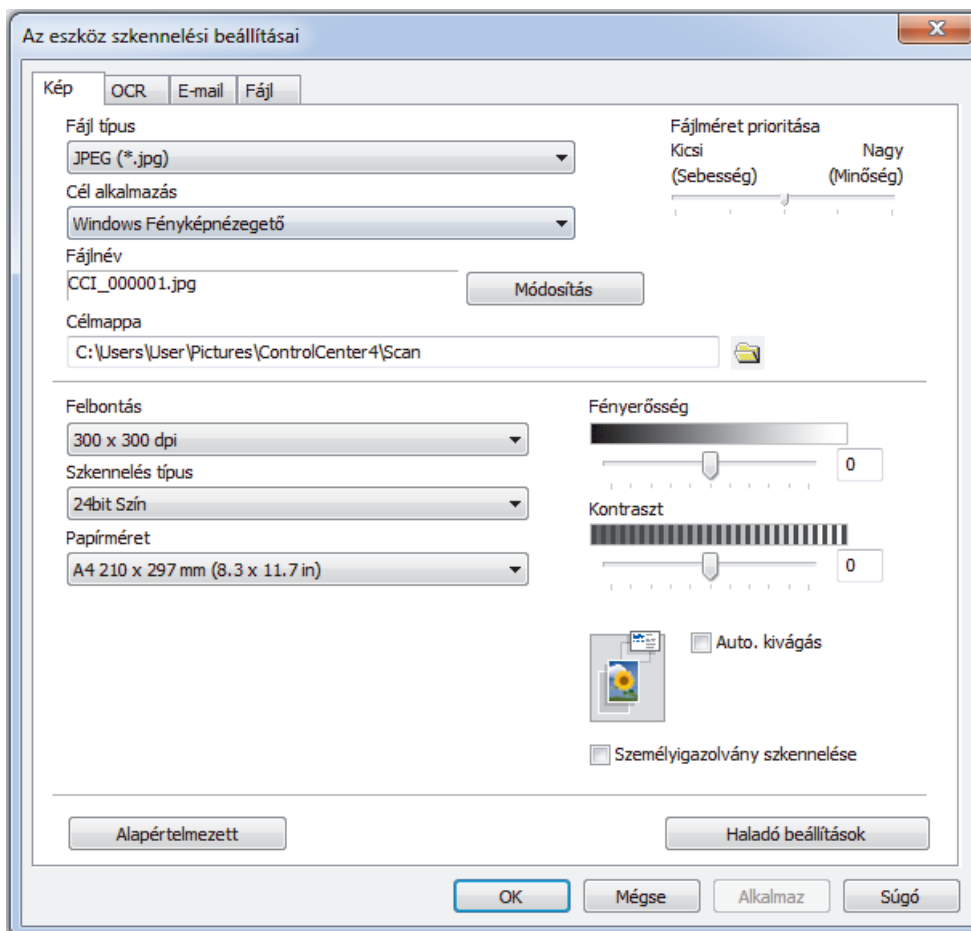 Az eszköz szkennelési beállításai
Kép OCR E-mail Fájl
Fájl típus
JPEG (*.jpg)
Cél alkalmazás
Windows Fényképnézegető
Fájlnév
CCI_000001.jpg
Módosítás
Célmappa
C:\Users\User\Pictures\ControlCenter4\Scan
Fájlméret prioritása
Kicsi Nagy
(Sebesség) (Minőség)
Felbontás
300 x 300 dpi
Szkennelés típus
24bit Szín
Papírméret
A4 210 x 297 mm (8.3 x 11.7 in)
Fényerősség
0
Kontraszt
0
Auto. kivágás
Személyigazolvány szkennelése
Alapértelmezett
Haladó beállítások
OK Mégse Alkalmaz Súgó